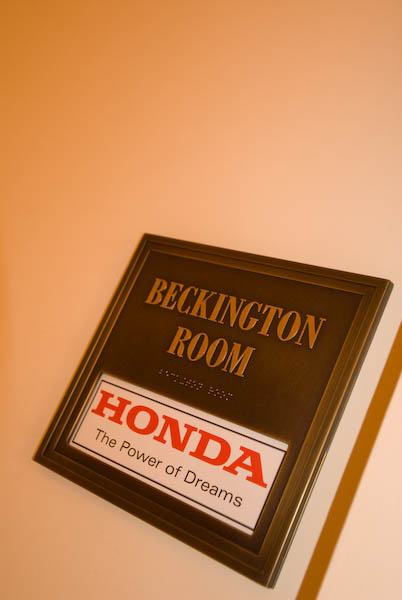 BECKINGTON
ROOM
HONDA
The Power of Dreams